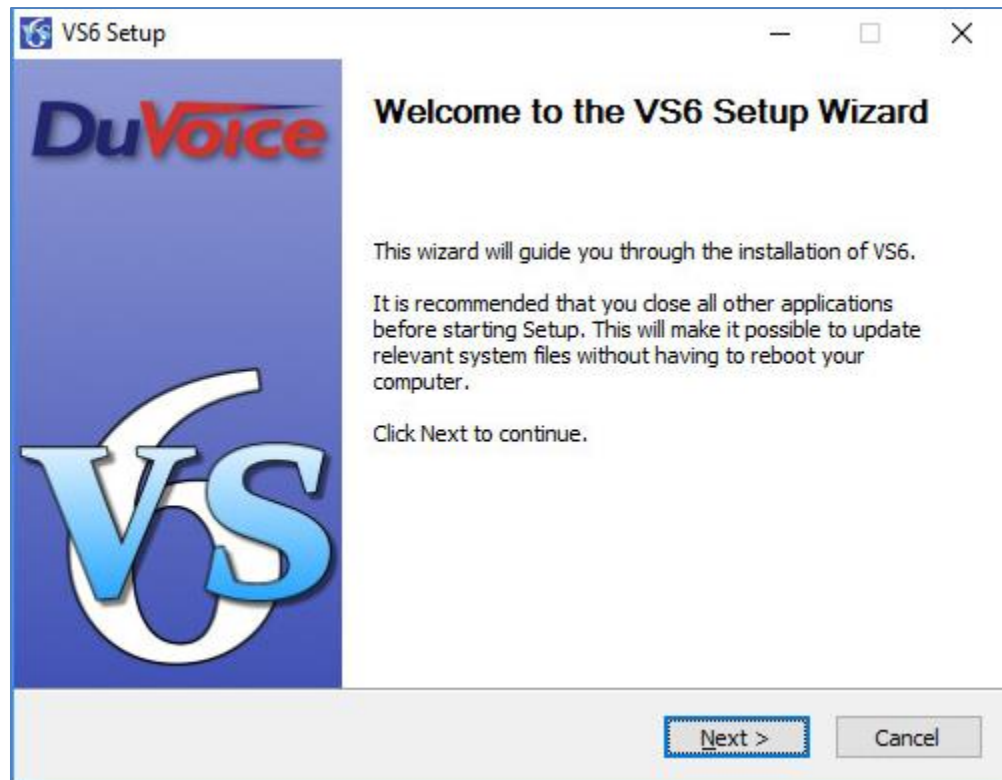 VS6 Setup
DuVoice
Welcome to the VS6 Setup Wizard
This wizard will guide you through the installation of VS6.
It is recommended that you close all other applications
before starting Setup. This will make it possible to update
relevant system files without having to reboot your
computer.
Click Next to continue.
VS6
Next >
Cancel